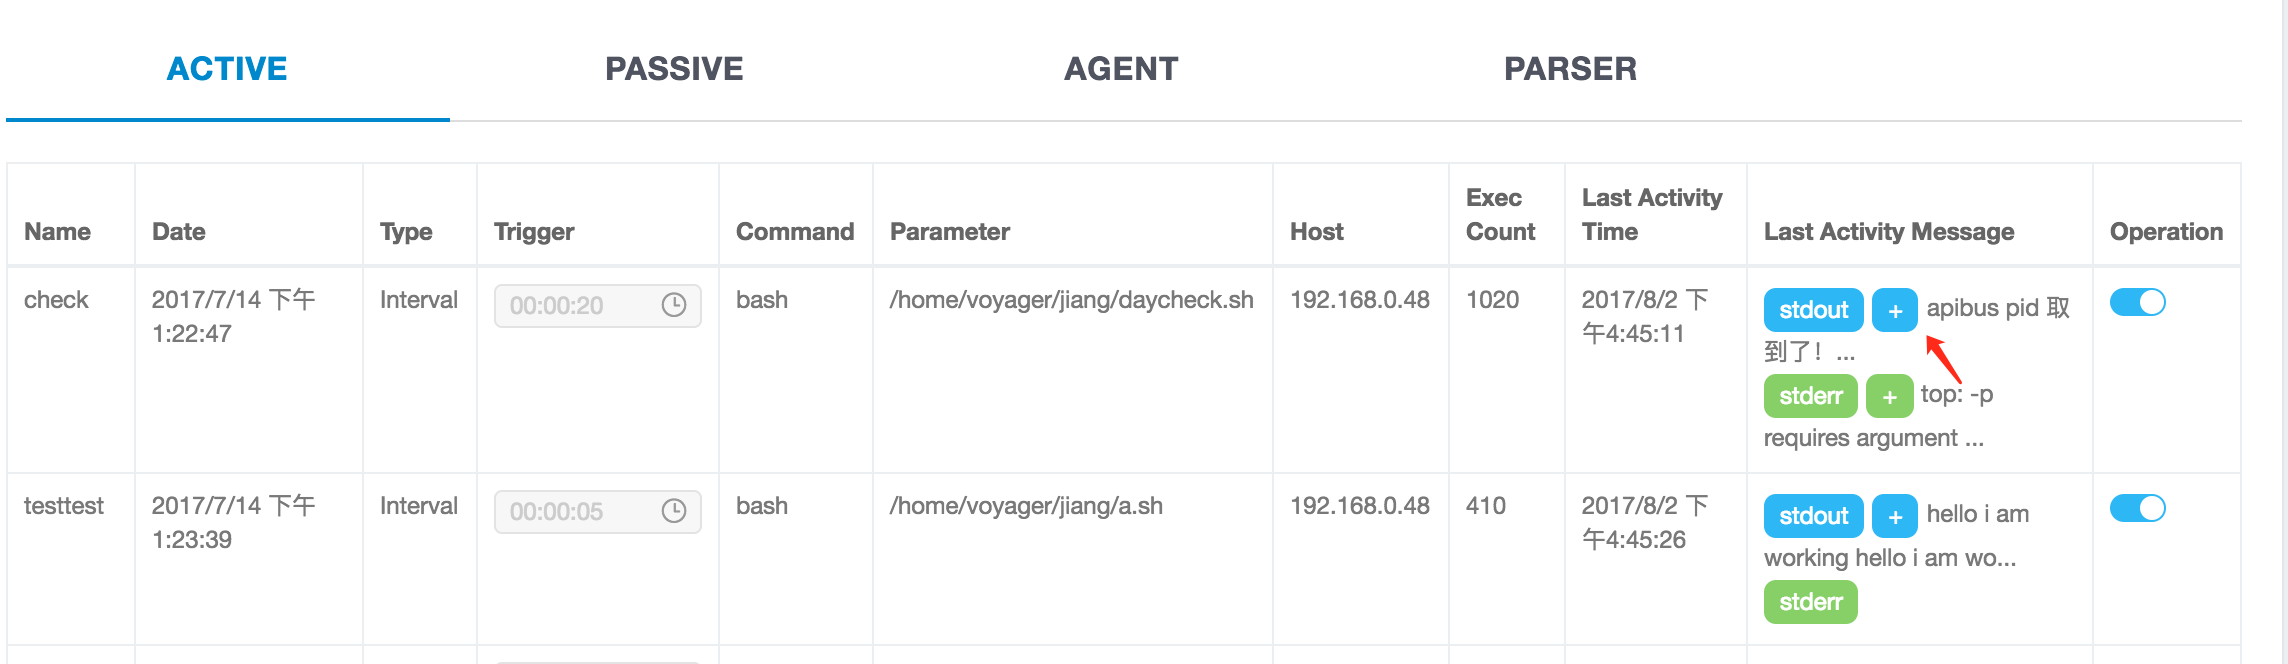 ACTIVE PASSIVE AGENT PARSER
Name Date Type Trigger Command Parameter Host Exec Count Last Activity Time Last Activity Message Operation
check 2017/7/14 下午 Interval 00:00:20 bash /home/voyager/jiang/daycheck.sh 192.168.0.48 1020 2017/8/2 下 stdout + apibus pid 取
1:22:47 午4:45:11 到了! ...
stderr + top: -p
requires argument ...
testtest 2017/7/14 下午 Interval 00:00:05 bash /home/voyager/jiang/a.sh 192.168.0.48 410 2017/8/2 下 stdout + hello i am
1:23:39 午4:45:26 working hello i am wo...
stderr